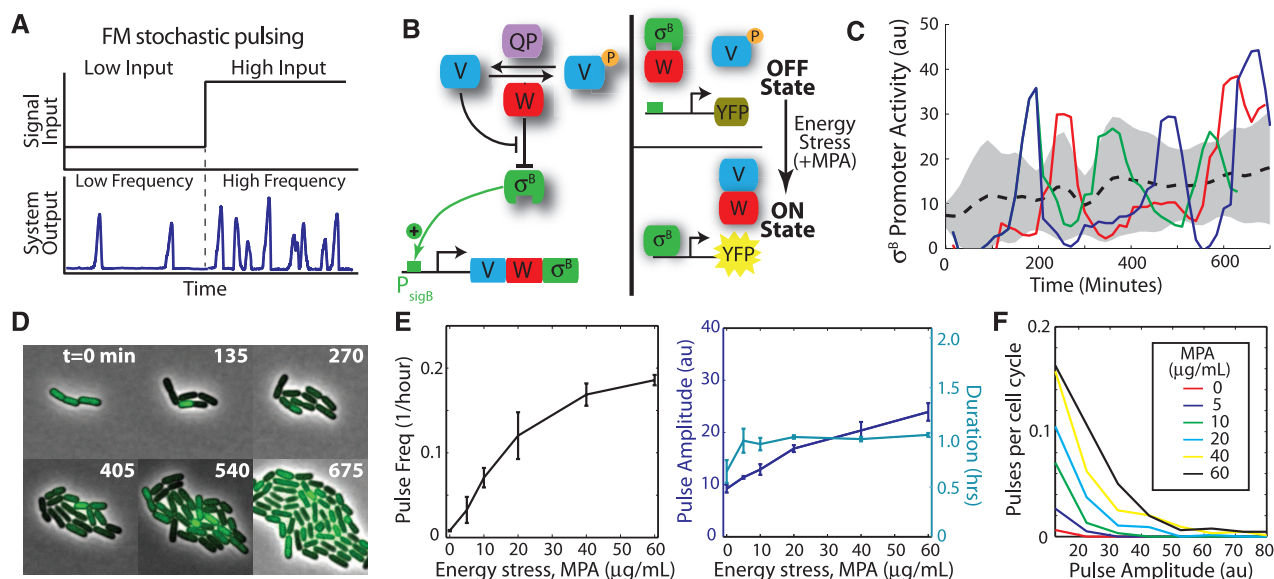 A
FM stochastic pulsing
Low Input
High Input
Signal
Input
Low Frequency
High Frequency
System
Output
Time
B
QP
V
V
P
W
σB
+
PsigB
V
W
σB
σB
W
V
P
OFF
State
YFP
Energy
Stress
(+MPA)
V
W
ON
State
σB
YFP
C
σB Promoter Activity (au)
50
40
30
20
10
0
0
200
400
600
Time (Minutes)
D
t=0 min
135
270
405
540
675
E
Pulse Freq (1/hour)
0.2
0.1
0
0
10
20
30
40
50
60
Energy stress, MPA (μg/mL)
Pulse Amplitude (au)
40
30
20
10
0
0
10
20
30
40
50
60
Energy stress, MPA (μg/mL)
2.0
1.5
1.0
0.5
0
Duration (hrs)
F
Pulses per cell cycle
0.2
0.1
0
MPA
(μg/mL)
0
5
10
20
40
60
20
30
40
50
60
70
80
Pulse Amplitude (au)